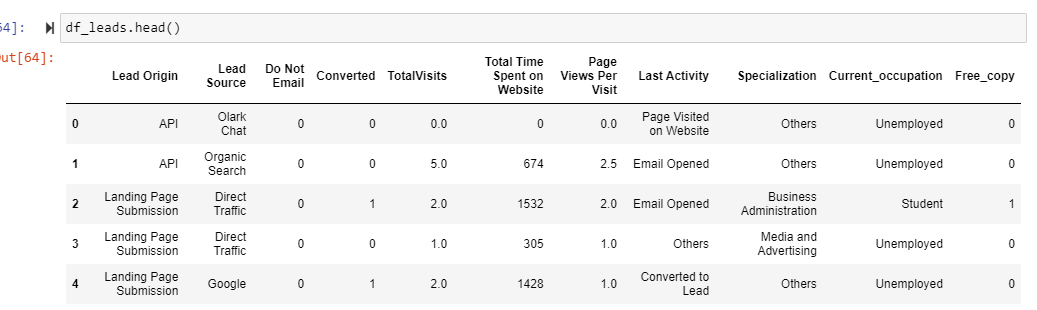 54]: df_leads.head()
Out[64]:
Lead Origin Lead Source Do Not Email Converted TotalVisits Total Time Spent on Website Page Views Per Visit Last Activity Specialization Current_occupation Free_copy
0 API Olark Chat 0 0 0.0 0 0.0 Page Visited on Website Others Unemployed 0
1 API Organic Search 0 0 5.0 674 2.5 Email Opened Others Unemployed 0
2 Landing Page Submission Direct Traffic 0 1 2.0 1532 2.0 Email Opened Business Administration Student 1
3 Landing Page Submission Direct Traffic 0 0 1.0 305 1.0 Others Media and Advertising Unemployed 0
4 Landing Page Submission Google 0 1 2.0 1428 1.0 Converted to Lead Others Unemployed 0